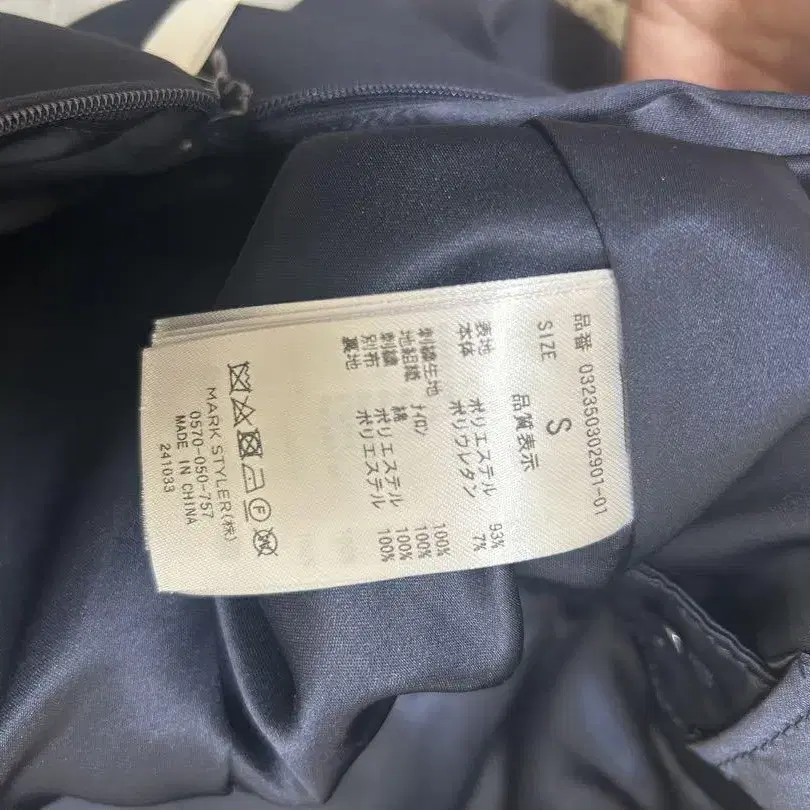 品番 032350302901-01
SIZE S
品質表示
表地
本体 ポリエステル 93%
ポリウレタン 7%
刺繍生地
地組織 ナイロン 100%
刺繍 綿 100%
別布 ポリエステル 100%
裏地 ポリエステル 100%
MARK STYLER(株)
0570-050-757
MADE IN CHINA
241033